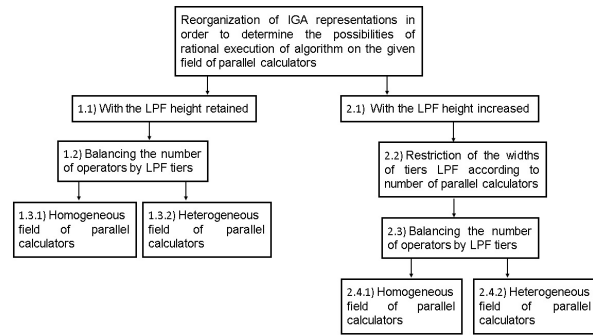 Reorganization of IGA representations in
order to determine the possibilities of
rational execution of algorithm on the given
field of parallel calculators
1.1) With the LPF height retained
2.1) With the LPF height increased
1.2) Balancing the number
of operators by LPF tiers
2.2) Restriction of the widths
of tiers LPF according to
number of parallel calculators
1.3.1) Homogeneous
field of parallel
calculators
1.3.2) Heterogeneous
field of parallel
calculators
2.3) Balancing the number
of operators by LPF tiers
2.4.1) Homogeneous
field of parallel
calculators
2.4.2) Heterogeneous
field of parallel
calculators